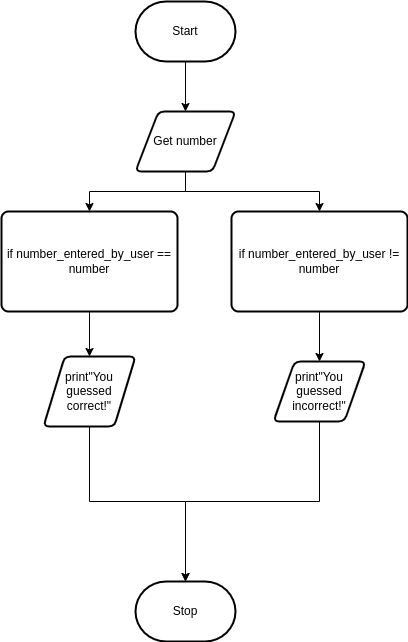 Start
Get number
if number_entered_by_user ==
number
if number_entered_by_user !=
number
print"You
guessed
correct!"
print"You
guessed
incorrect!"
Stop